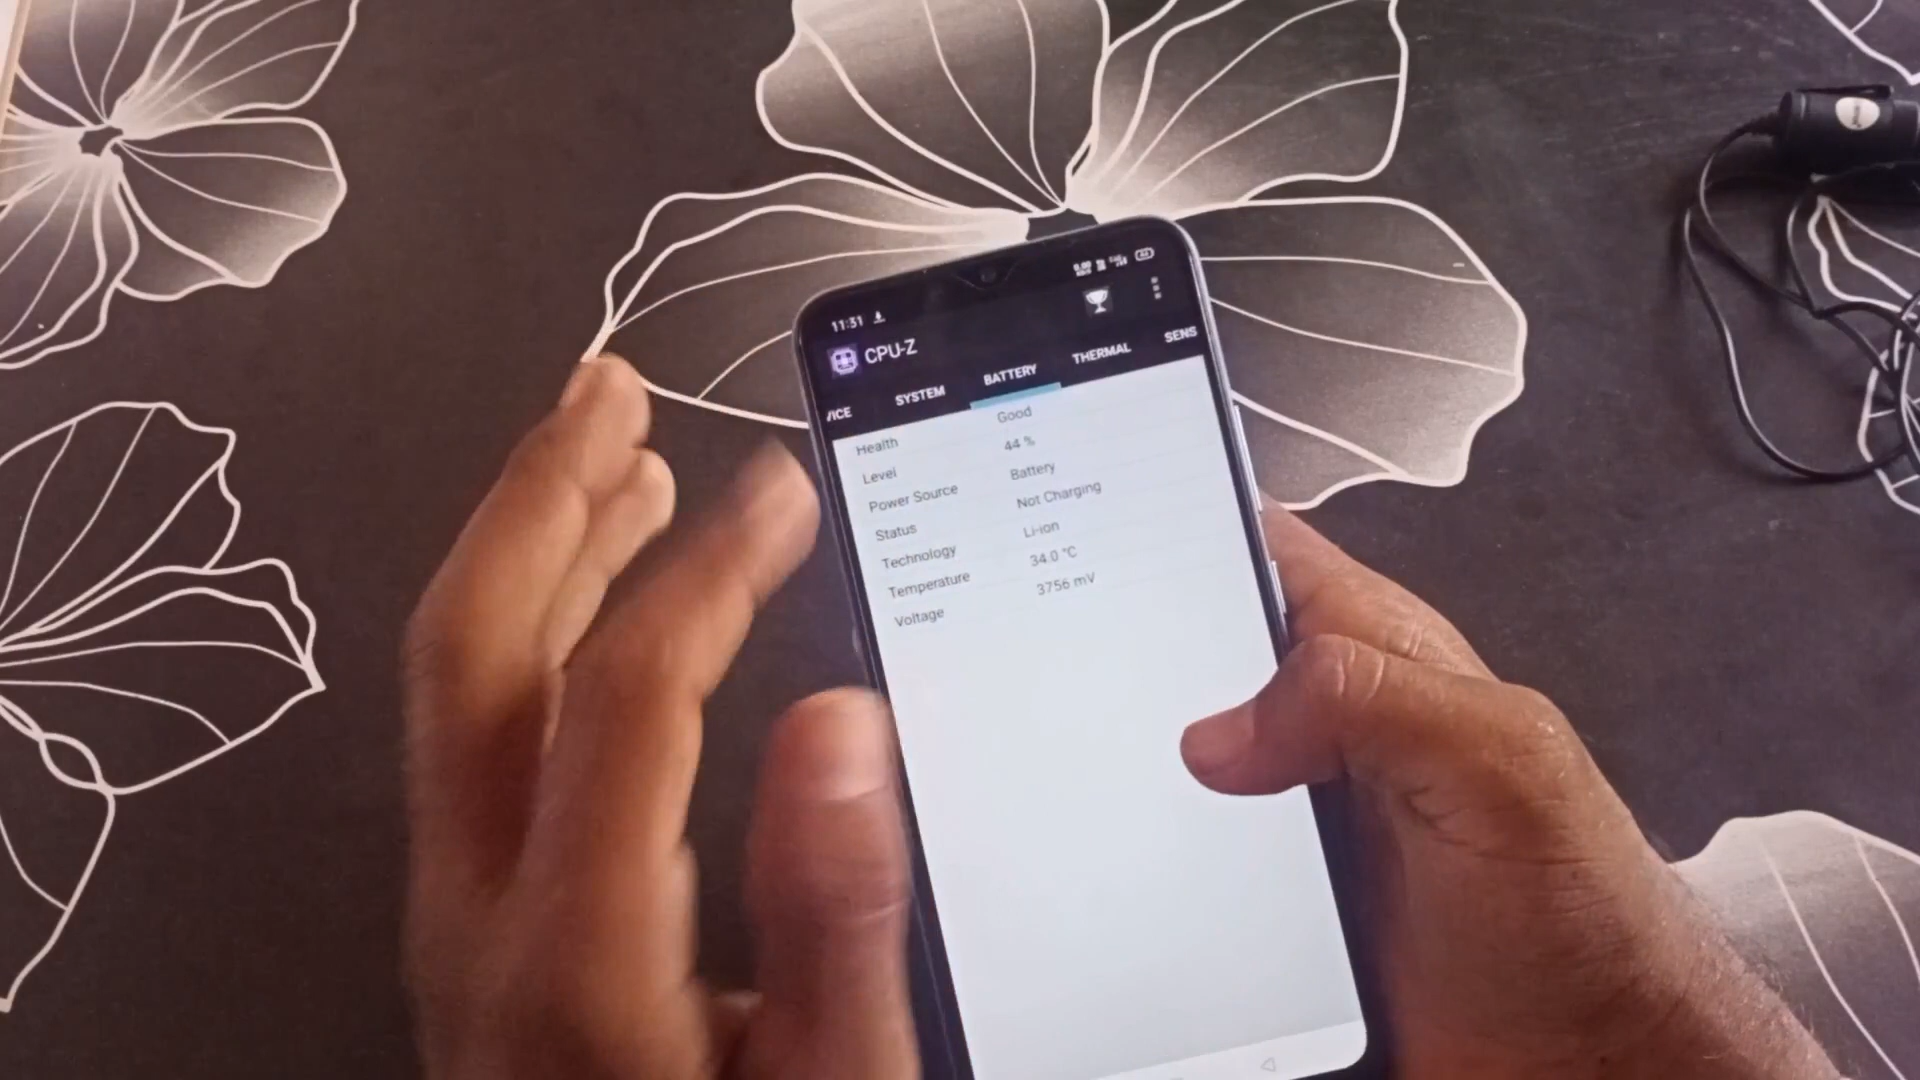 11:51
CPU-Z
VICE SYSTEM BATTERY THERMAL SENS
Health Good
Level 44 %
Power Source Battery
Status Not Charging
Technology Li-ion
Temperature 34.0 °C
Voltage 3756 mV